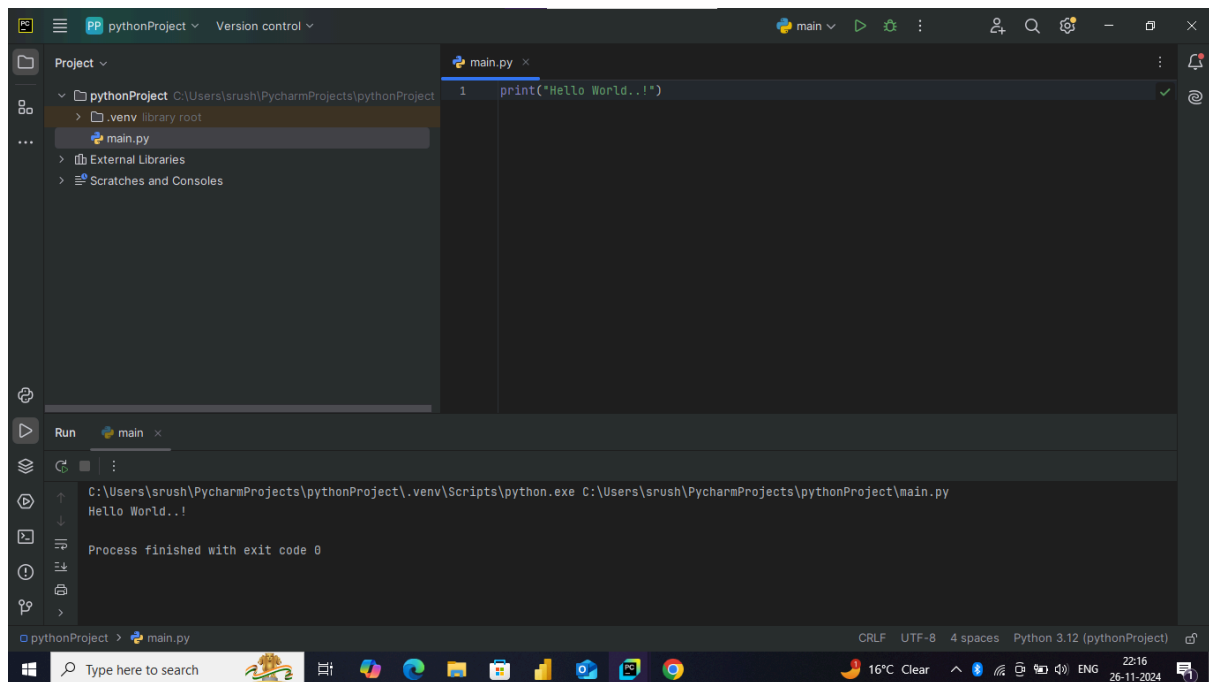 PC
PP pythonProject Version control main
Project
main.py
pythonProject C:\Users\srush\PycharmProjects\pythonProject
.venv library root
main.py
External Libraries
Scratches and Consoles
1 print("Hello World..!")
Run main
C:\Users\srush\PycharmProjects\pythonProject\.venv\Scripts\python.exe C:\Users\srush\PycharmProjects\pythonProject\main.py
Hello World..!
Process finished with exit code 0
pythonProject > main.py CRLF UTF-8 4 spaces Python 3.12 (pythonProject)
Type here to search PC 1 16°C Clear ENG 22:16
26-11-2024 1